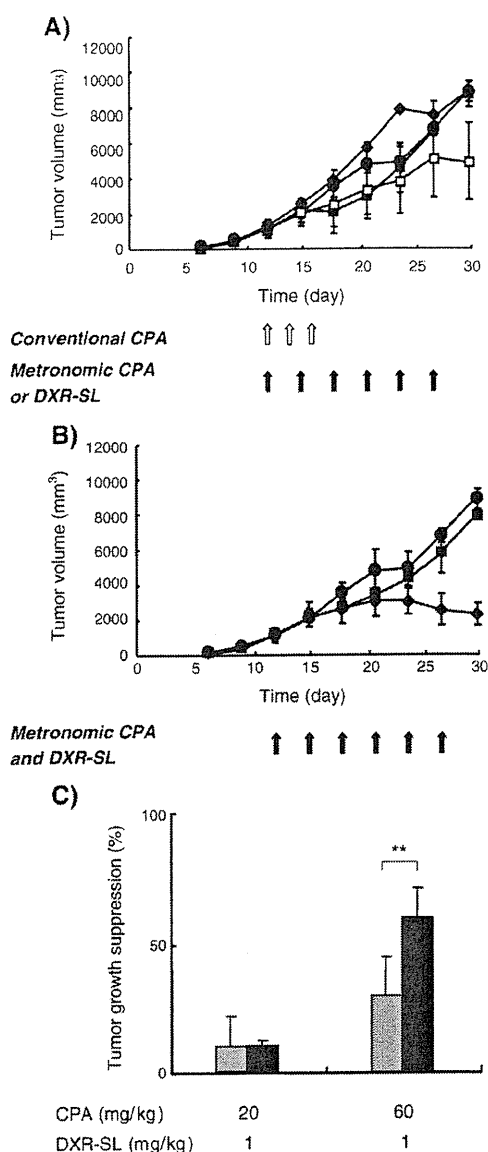 A)
Tumor volume (mm3)
12000
10000
8000
6000
4000
2000
0
0 5 10 15 20 25 30
Time (day)
Conventional CPA
Metronomic CPA
or DXR-SL
B)
Tumor volume (mm³)
12000
10000
8000
6000
4000
2000
0
0 5 10 15 20 25 30
Time (day)
Metronomic CPA
and DXR-SL
C)
Tumor growth suppression (%)
100
50
0
**
CPA (mg/kg) 20 60
DXR-SL (mg/kg) 1 1